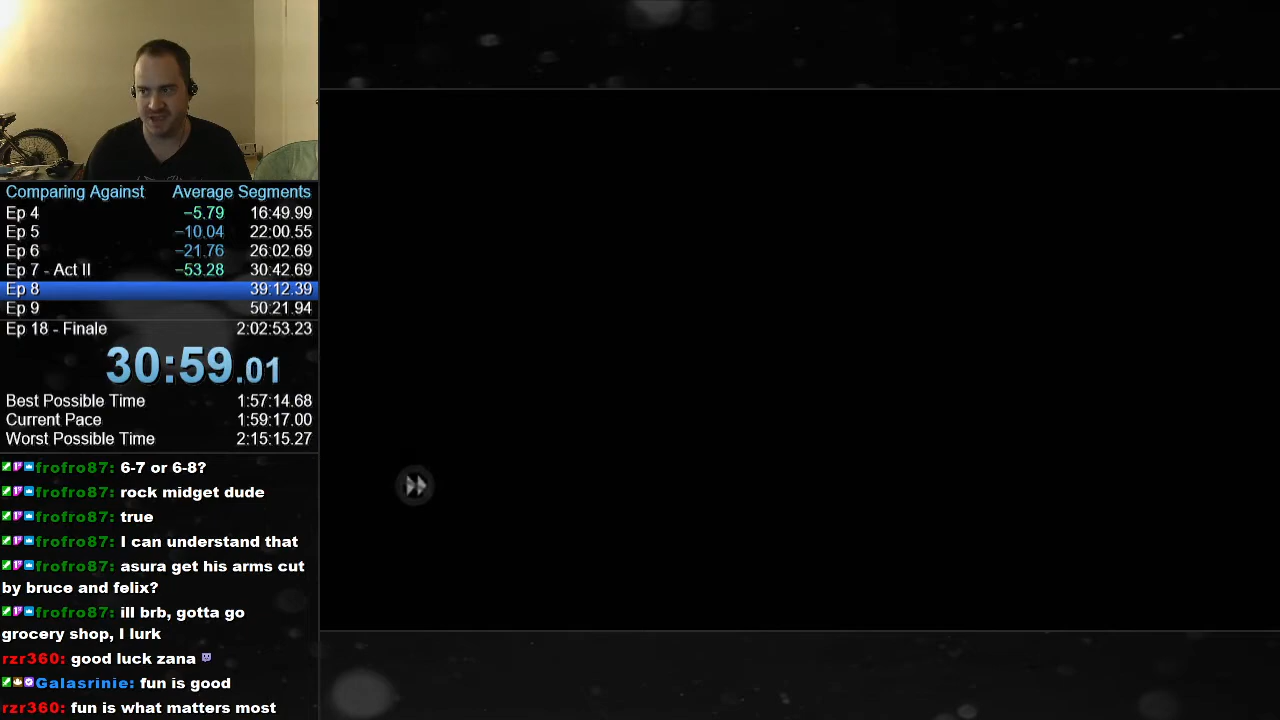 Comparing Against Average Segments
Ep 4 −5.79 16:49.99
Ep 5 −10.04 22:00.55
Ep 6 −21.76 26:02.69
Ep 7 - Act II −53.28 30:42.69
Ep 8 39:12.39
Ep 9 50:21.94
Ep 18 - Finale 2:02:53.23
30:59.01
Best Possible Time 1:57:14.68
Current Pace 1:59:17.00
Worst Possible Time 2:15:15.27
frofro87: 6-7 or 6-8?
frofro87: rock midget dude
frofro87: true
frofro87: I can understand that
frofro87: asura get his arms cut
by bruce and felix?
frofro87: ill brb, gotta go
grocery shop, I lurk
rzr360: good luck zana
Galasrinie: fun is good
rzr360: fun is what matters most